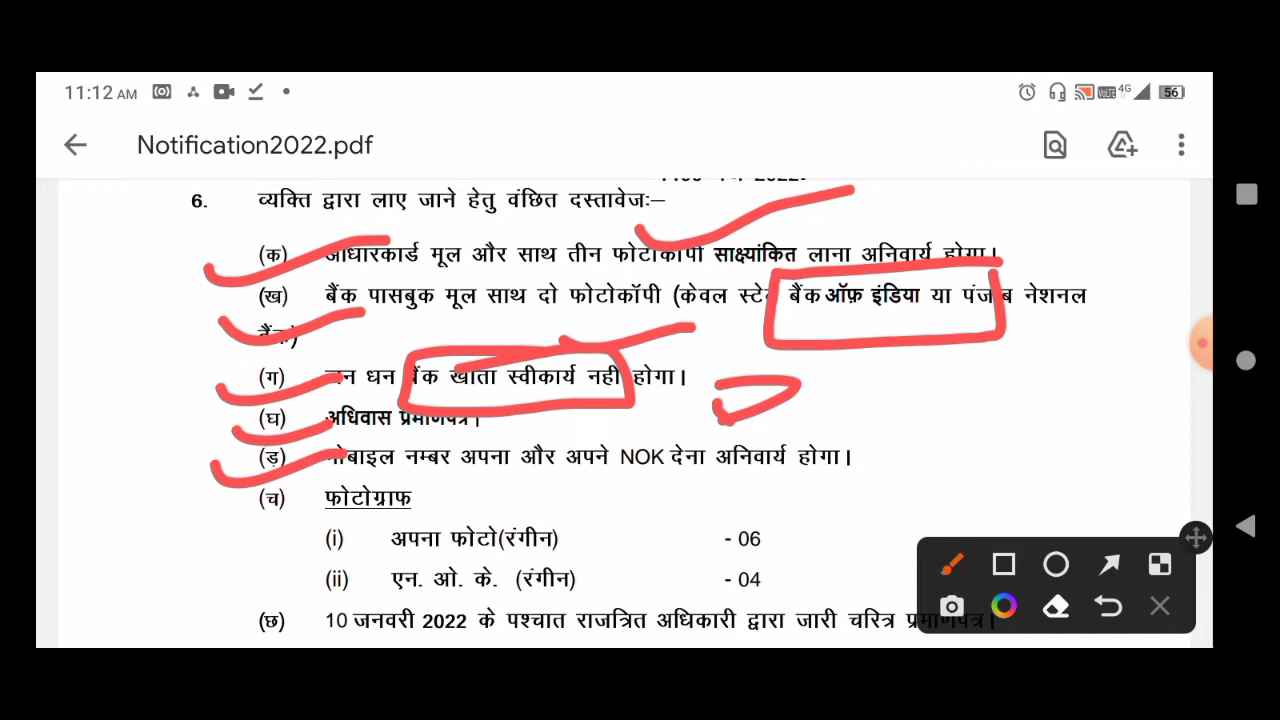 11:12 AM 4G 56
Notification2022.pdf
6. व्यक्ति द्वारा लाए जाने हेतु वंछित दस्तावेजः–
(क) आधारकार्ड मूल और साथ तीन फोटोकॉपी साक्ष्यांकित लाना अनिवार्य होगा।
(ख) बैंक पासबुक मूल साथ दो फोटोकॉपी (केवल स्टेट बैंक ऑफ़ इंडिया या पंजाब नेशनल
बैंक)
(ग) जन धन बैंक खाता स्वीकार्य नही होगा।
(घ) अधिवास प्रमाणपत्र।
(ड़) मोबाइल नम्बर अपना और अपने NOK देना अनिवार्य होगा।
(च) फोटोग्राफ
(i) अपना फोटो(रंगीन) - 06
(ii) एन. ओ. के. (रंगीन) - 04
(छ) 10 जनवरी 2022 के पश्चात राजत्रित अधिकारी द्वारा जारी चरित्र प्रमाणपत्र।